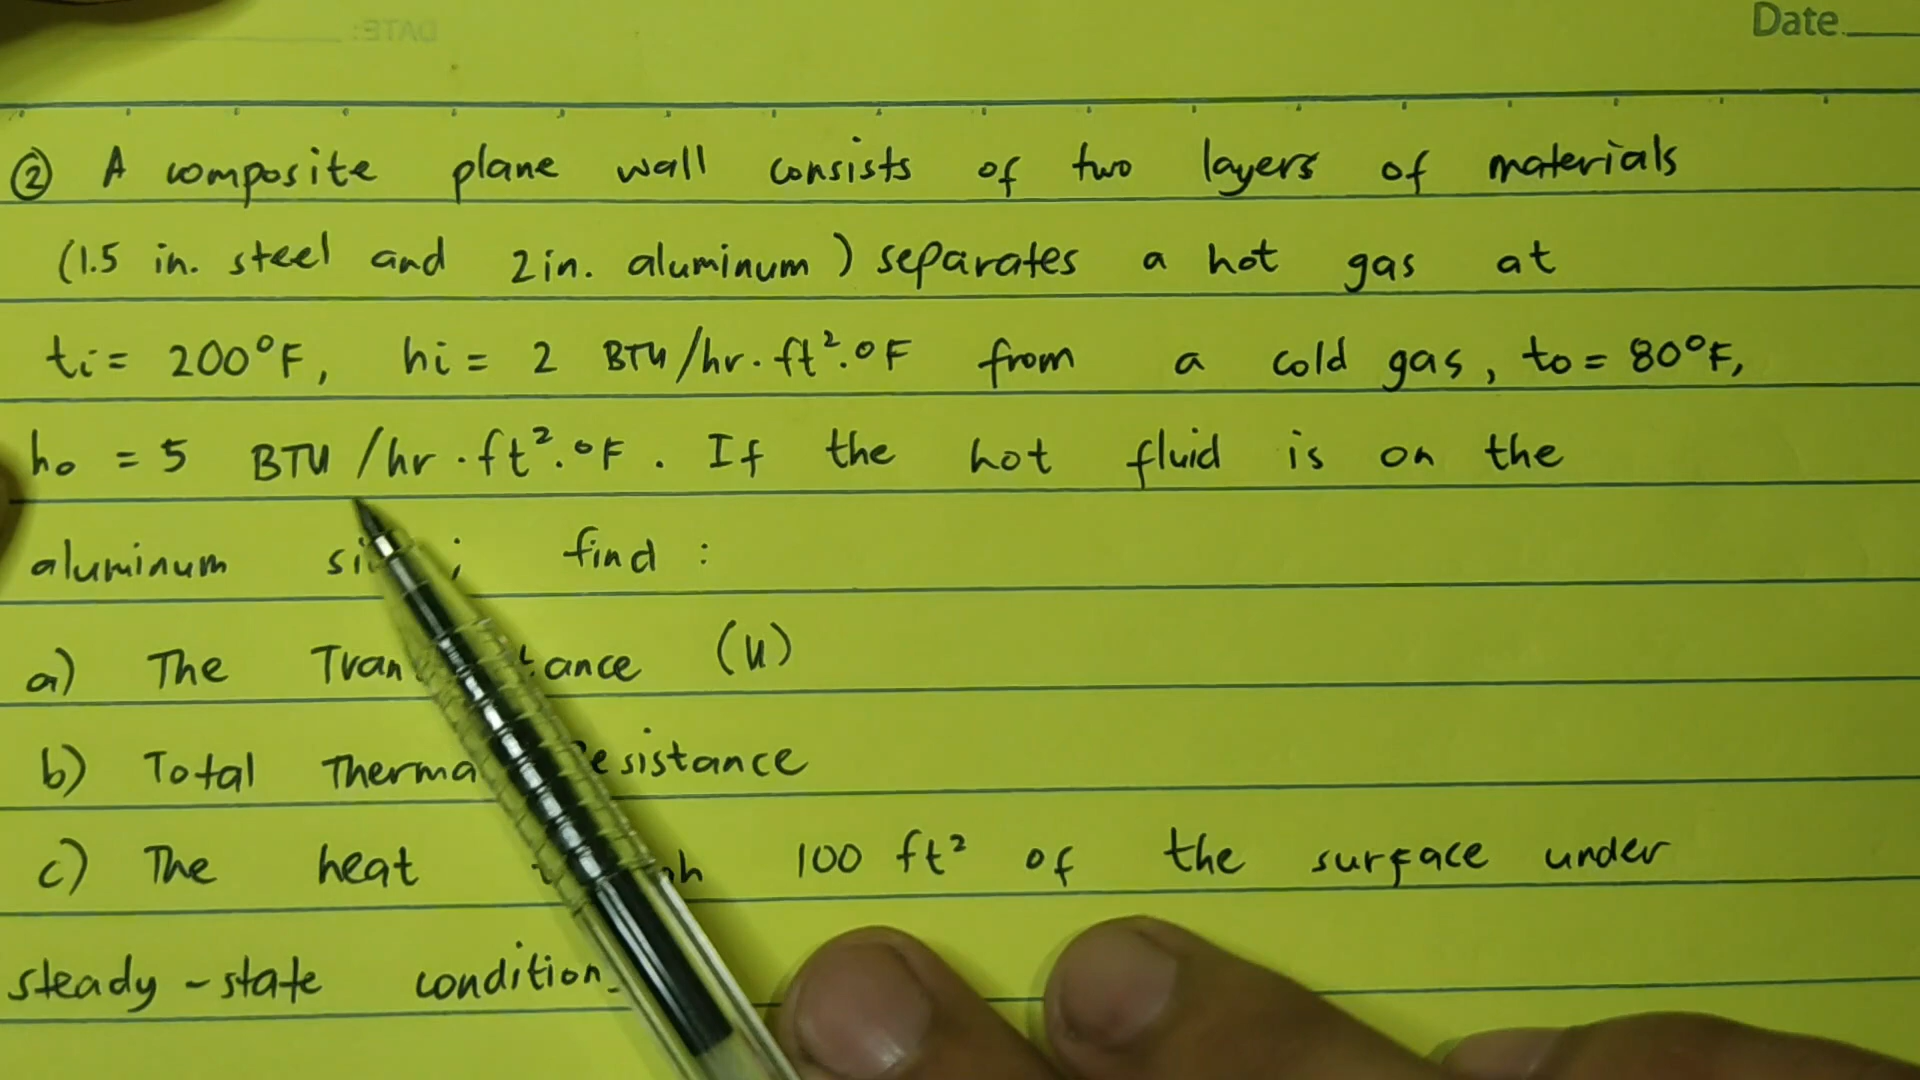 DATE:
Date
② A composite plane wall consists of two layers of materials
(1.5 in. steel and 2in. aluminum) separates a hot gas at
ti = 200°F, hi = 2 BTU/hr.ft².°F from a cold gas, to = 80°F,
ho = 5 BTU/hr.ft².°F. If the hot fluid is on the
aluminum ; find :
a) The (U)
b) Total
c) The heat 100 ft² of the surface under
steady-state condition.